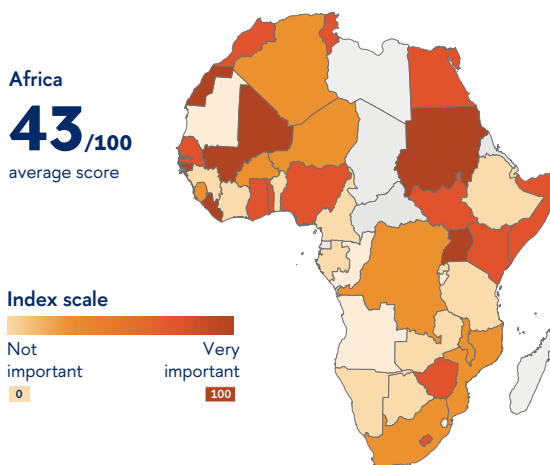 Africa
43/100
average score
Index scale
Not Very
important important
0 100